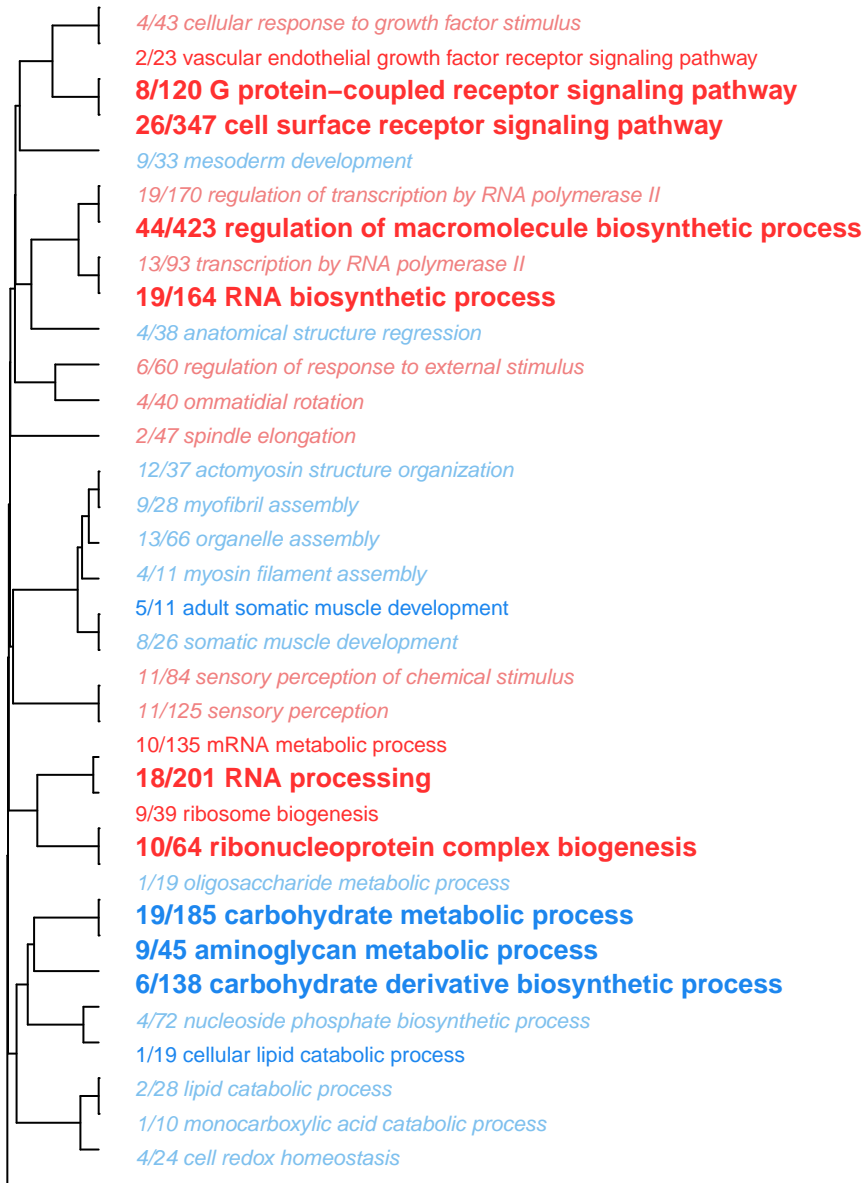 4/43 cellular response to growth factor stimulus
2/23 vascular endothelial growth factor receptor signaling pathway
8/120 G protein−coupled receptor signaling pathway
26/347 cell surface receptor signaling pathway
9/33 mesoderm development
19/170 regulation of transcription by RNA polymerase II
44/423 regulation of macromolecule biosynthetic process
13/93 transcription by RNA polymerase II
19/164 RNA biosynthetic process
4/38 anatomical structure regression
6/60 regulation of response to external stimulus
4/40 ommatidial rotation
2/47 spindle elongation
12/37 actomyosin structure organization
9/28 myofibril assembly
13/66 organelle assembly
4/11 myosin filament assembly
5/11 adult somatic muscle development
8/26 somatic muscle development
11/84 sensory perception of chemical stimulus
11/125 sensory perception
10/135 mRNA metabolic process
18/201 RNA processing
9/39 ribosome biogenesis
10/64 ribonucleoprotein complex biogenesis
1/19 oligosaccharide metabolic process
19/185 carbohydrate metabolic process
9/45 aminoglycan metabolic process
6/138 carbohydrate derivative biosynthetic process
4/72 nucleoside phosphate biosynthetic process
1/19 cellular lipid catabolic process
2/28 lipid catabolic process
1/10 monocarboxylic acid catabolic process
4/24 cell redox homeostasis